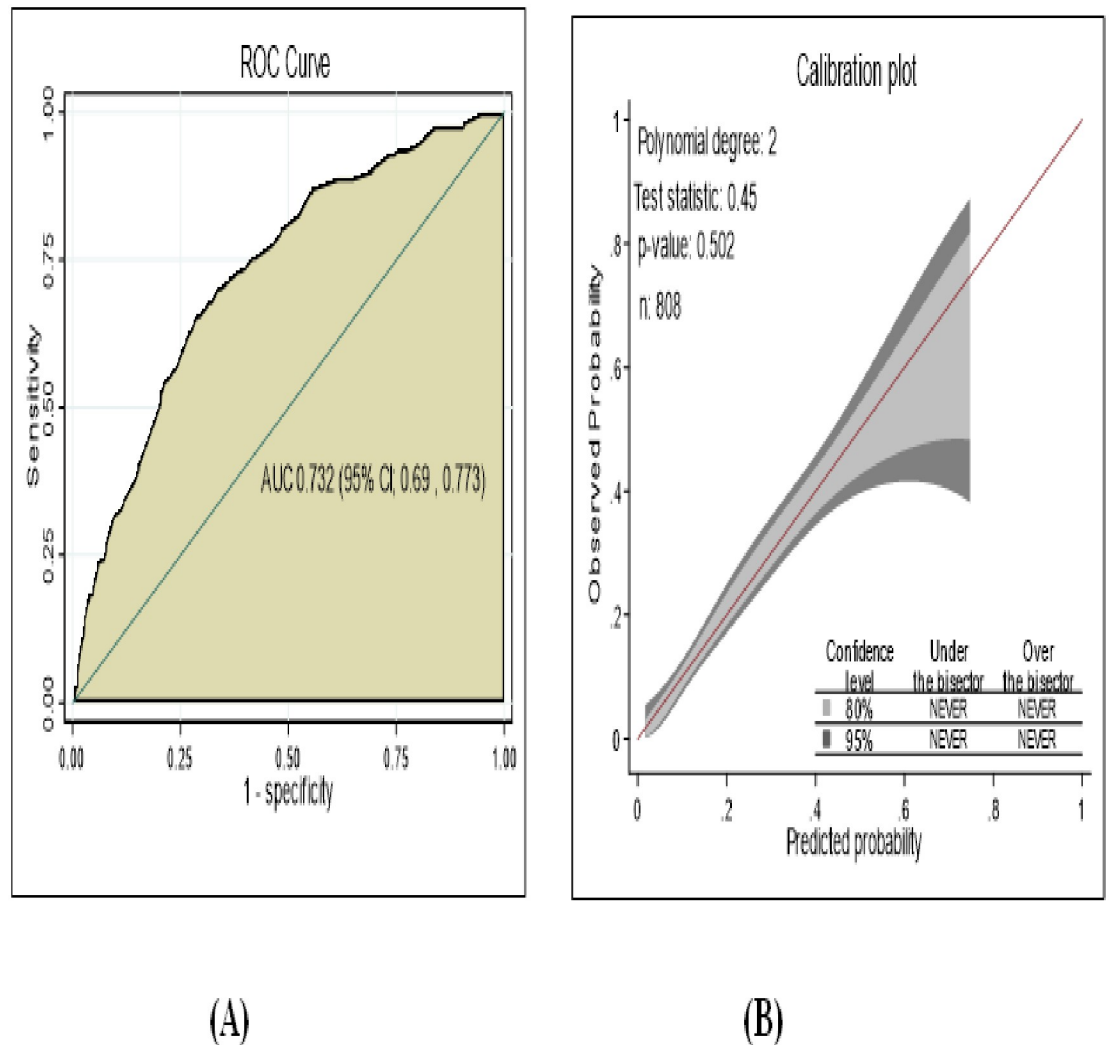 ROC Curve
1.00
0.75
0.50
0.25
0.00
Sensitivity
AUC 0.732 (95% CI; 0.69 , 0.773)
0.00 0.25 0.50 0.75 1.00
1 - specificity
(A)
Calibration plot
Polynomial degree: 2
Test statistic: 0.45
p-value: 0.502
n: 808
1
.8
.6
.4
.2
0
Observed Probability
Confidence level Under the bisector Over the bisector
80% NEVER NEVER
95% NEVER NEVER
0 .2 .4 .6 .8 1
Predicted probability
(B)